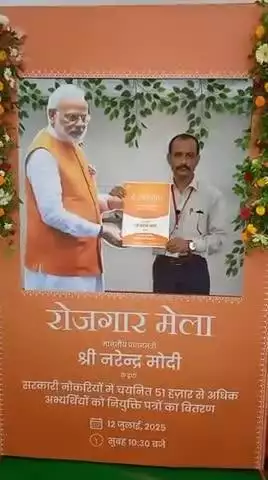 रोजगार मेला
माननीय प्रधानमंत्री
श्री नरेन्द्र मोदी
के द्वारा
सरकारी नौकरियों में चयनित 51 हज़ार से अधिक
अभ्यर्थियों को नियुक्ति पत्रों का वितरण
12 जुलाई, 2025
सुबह 10:30 बजे